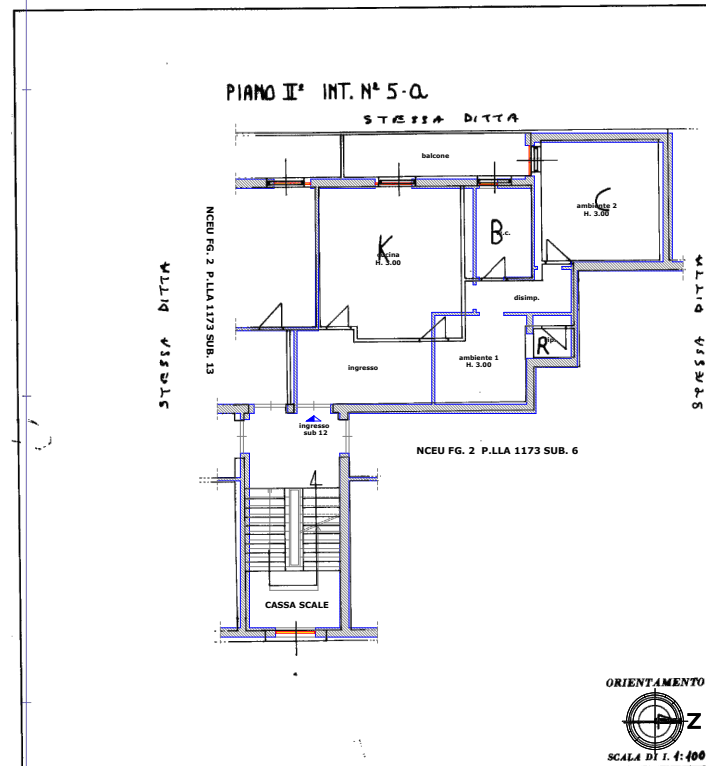 PIANO II° INT. N° 5-a
STESSA DITTA
balcone
ambiente 2
H. 3.00
C
NCEU FG. 2 P.LLA 1173 SUB. 13
STESSA DITTA
K
cucina
H. 3.00
B
w.c.
STESSA DITTA
disimp.
R
rip.
ambiente 1
H. 3.00
ingresso
ingresso
sub 12
NCEU FG. 2 P.LLA 1173 SUB. 6
CASSA SCALE
ORIENTAMENTO
Z
SCALA DI 1. 1:100